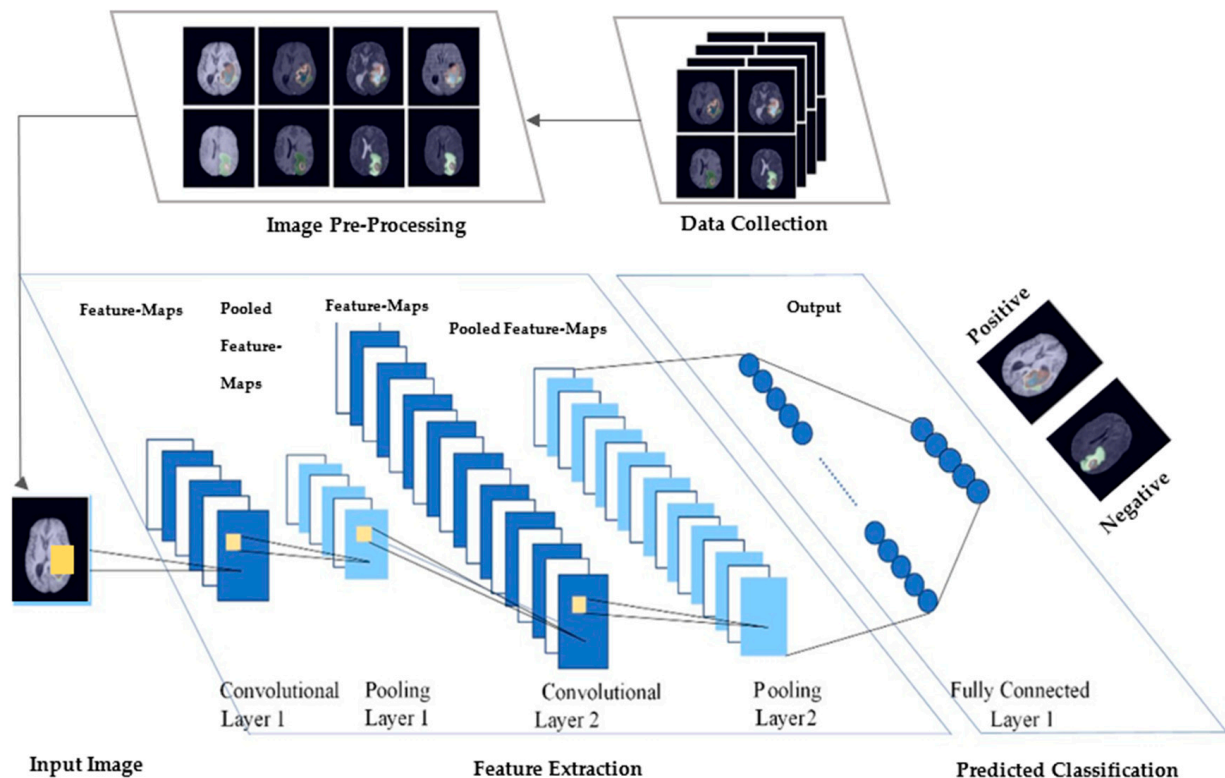 Image Pre-Processing
Data Collection
Feature-Maps
Pooled
Feature-
Maps
Feature-Maps
Pooled Feature-Maps
Output
Positive
Negative
Convolutional
Layer 1
Pooling
Layer 1
Convolutional
Layer 2
Pooling
Layer2
Fully Connected
Layer 1
Input Image
Feature Extraction
Predicted Classification